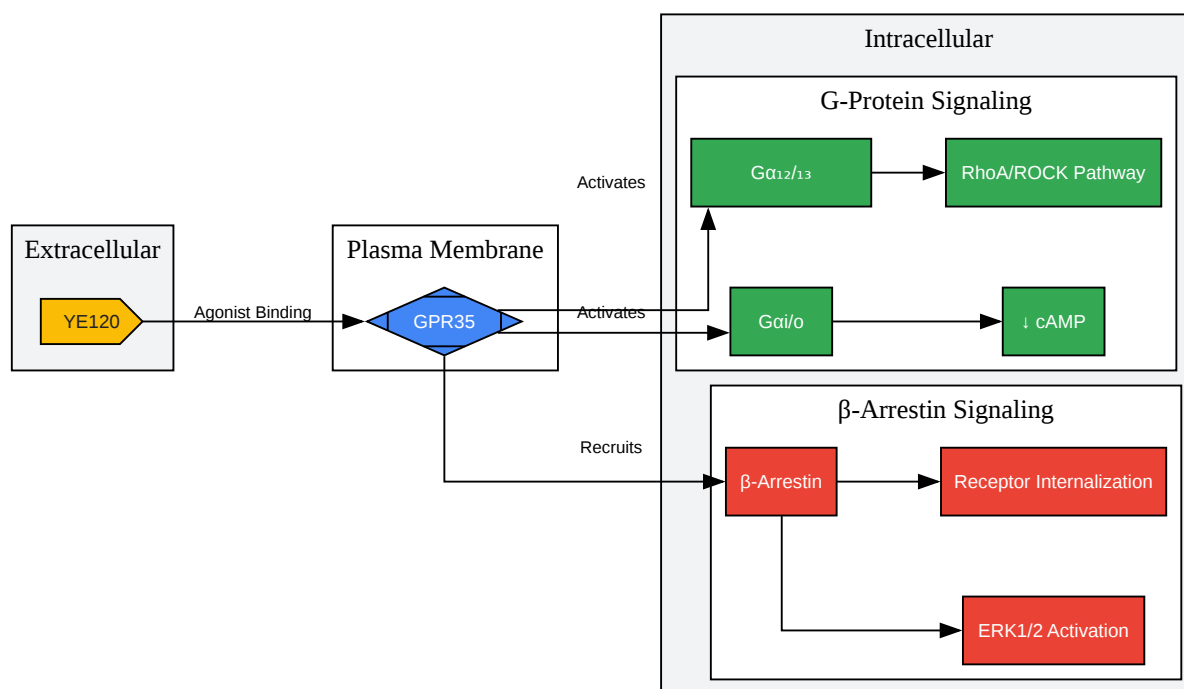 Intracellular
G-Protein Signaling
Gα₁₂/₁₃
RhoA/ROCK Pathway
Activates
Extracellular
Plasma Membrane
YE120
Agonist Binding
GPR35
Activates
Gαi/o
↓ cAMP
β-Arrestin Signaling
Recruits
β-Arrestin
Receptor Internalization
ERK1/2 Activation